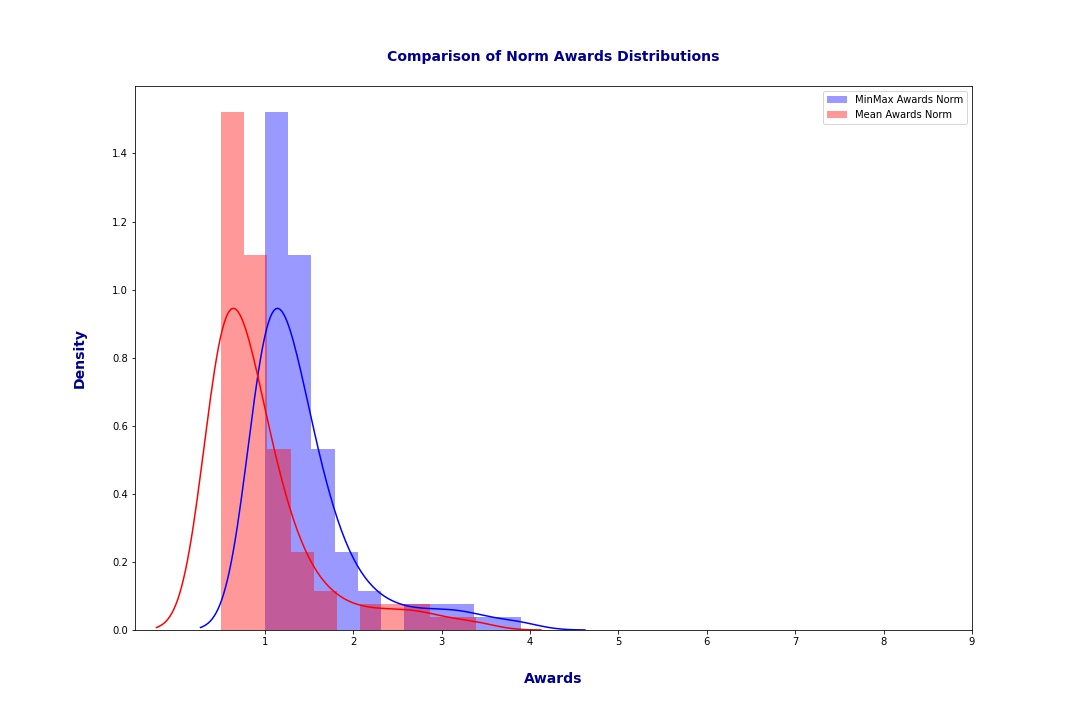 Comparison of Norm Awards Distributions
MinMax Awards Norm
Mean Awards Norm
1.4
1.2
1.0
0.8
0.6
0.4
0.2
0.0
Density
1 2 3 4 5 6 7 8 9
Awards